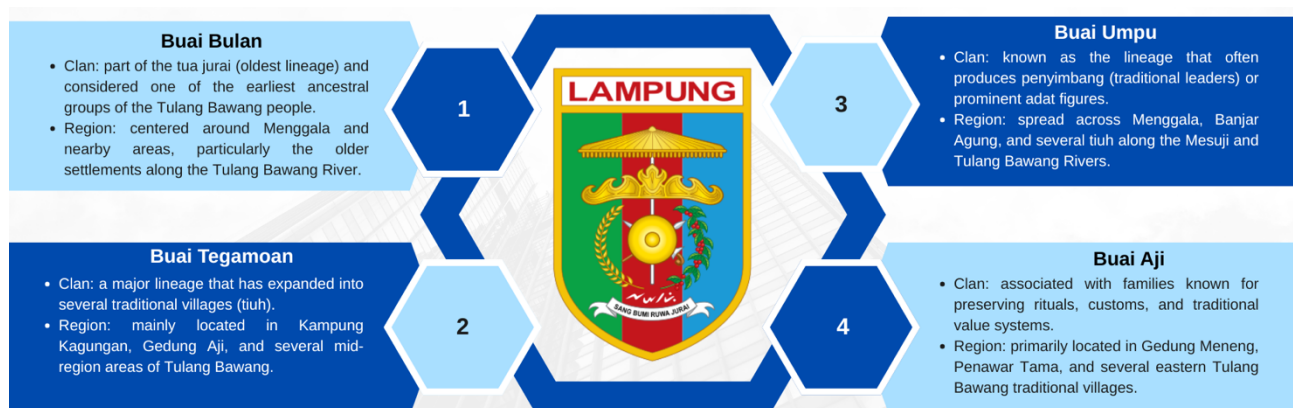 Buai Bulan
• Clan: part of the tua jurai (oldest lineage) and
considered one of the earliest ancestral
groups of the Tulang Bawang people.
• Region: centered around Menggala and
nearby areas, particularly the older
settlements along the Tulang Bawang River.
1
Buai Tegamoan
• Clan: a major lineage that has expanded into
several traditional villages (tiuh).
• Region: mainly located in Kampung
Kagungan, Gedung Aji, and several mid-
region areas of Tulang Bawang.
2
LAMPUNG
SANG BUMI RUWA JURAI
3
Buai Umpu
• Clan: known as the lineage that often
produces penyimbang (traditional leaders) or
prominent adat figures.
• Region: spread across Menggala, Banjar
Agung, and several tiuh along the Mesuji and
Tulang Bawang Rivers.
4
Buai Aji
• Clan: associated with families known for
preserving rituals, customs, and traditional
value systems.
• Region: primarily located in Gedung Meneng,
Penawar Tama, and several eastern Tulang
Bawang traditional villages.